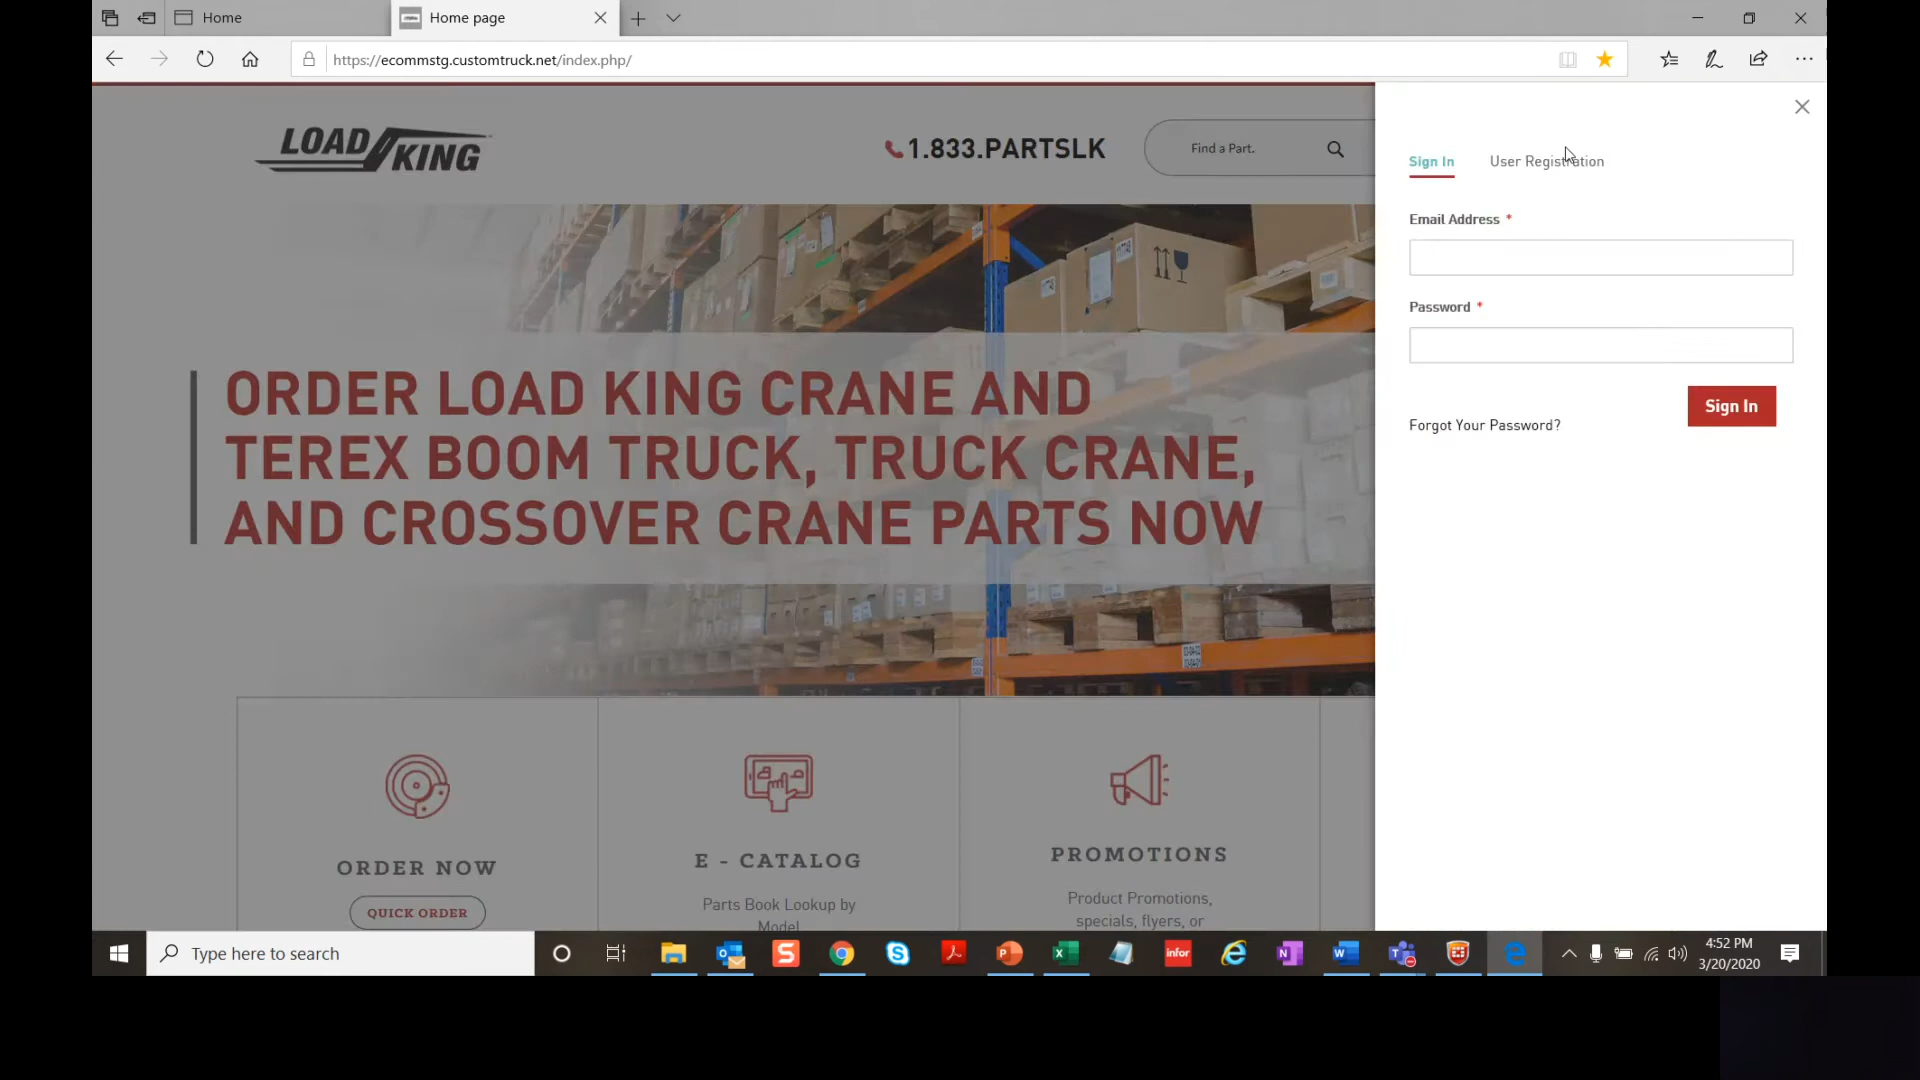 Home
Home page
https://ecommstg.customtruck.net/index.php/
LOAD KING
1.833.PARTSLK
Find a Part.
Sign In
User Registration
Email Address *
Password *
Sign In
Forgot Your Password?
ORDER LOAD KING CRANE AND
TEREX BOOM TRUCK, TRUCK CRANE,
AND CROSSOVER CRANE PARTS NOW
ORDER NOW
QUICK ORDER
E - CATALOG
Parts Book Lookup by
Model
PROMOTIONS
Product Promotions,
specials, flyers, or
Type here to search
infor
4:52 PM
3/20/2020